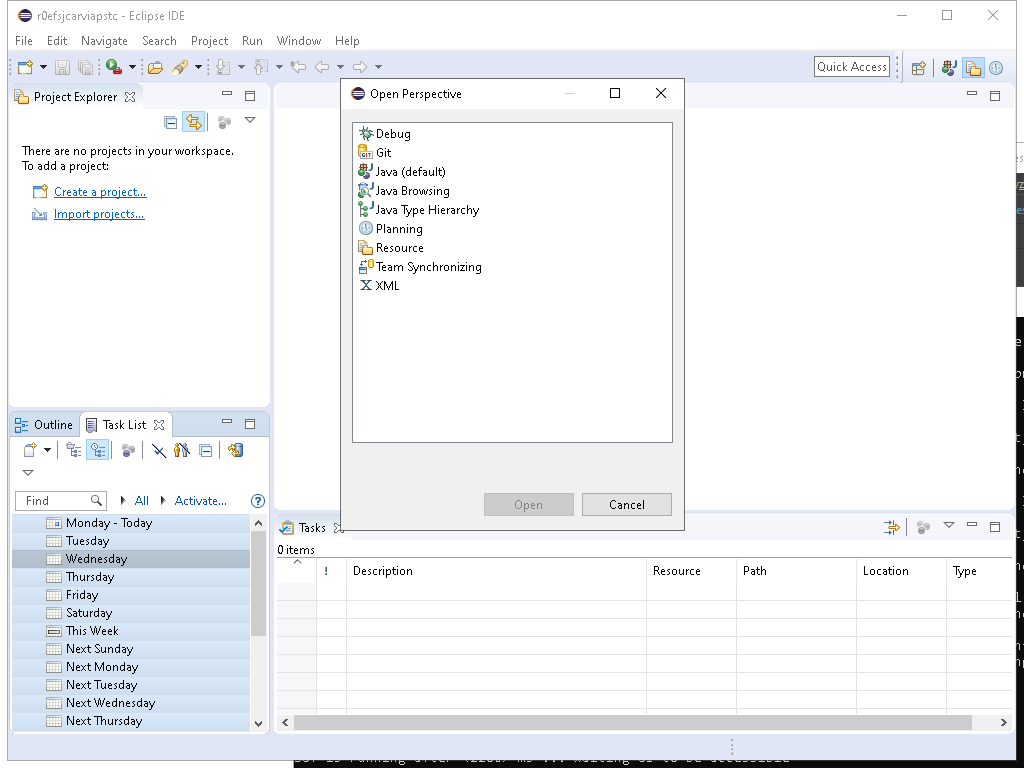 r0efsjcarviapstc - Eclipse IDE
File Edit Navigate Search Project Run Window Help
Quick Access
Project Explorer
There are no projects in your workspace.
To add a project:
Create a project...
Import projects...
Open Perspective
Debug
Git
Java (default)
Java Browsing
Java Type Hierarchy
Planning
Resource
Team Synchronizing
XML
Open Cancel
Outline Task List
Find All Activate...
Monday - Today
Tuesday
Wednesday
Thursday
Friday
Saturday
This Week
Next Sunday
Next Monday
Next Tuesday
Next Wednesday
Next Thursday
Tasks
0 items
! Description Resource Path Location Type